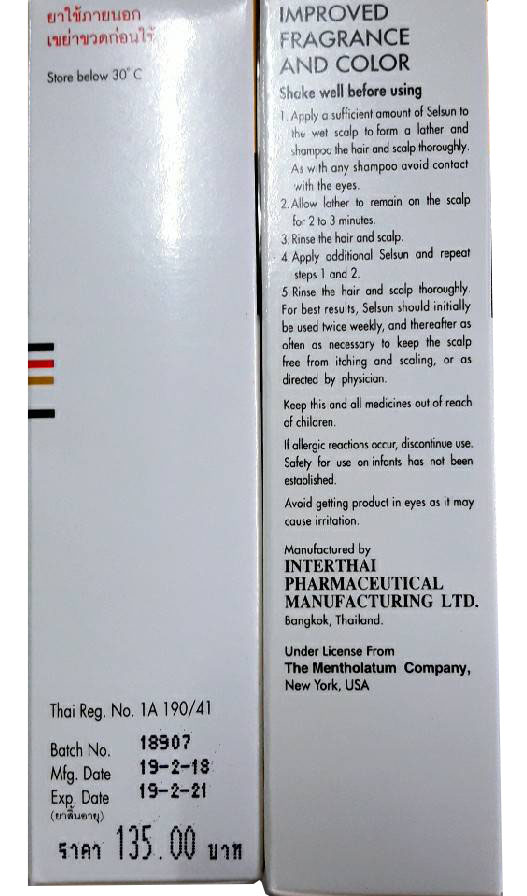 ยาใช้ภายนอก
เขย่าขวดก่อนใช้
Store below 30°C
Thai Reg. No. 1A 190/41
Batch No. 18907
Mfg. Date 19-2-18
Exp. Date 19-2-21
(ยาสิ้นอายุ)
ราคา 135.00 บาท
IMPROVED
FRAGRANCE
AND COLOR
Shake well before using
1. Apply a sufficient amount of Selsun to
the wet scalp to form a lather and
shampoo the hair and scalp thoroughly.
As with any shampoo avoid contact
with the eyes.
2. Allow lather to remain on the scalp
for 2 to 3 minutes.
3. Rinse the hair and scalp.
4 Apply additional Selsun and repeat
steps 1 and 2.
5 Rinse the hair and scalp thoroughly.
For best results, Selsun should initially
be used twice weekly, and thereafter as
often as necessary to keep the scalp
free from itching and scaling, or as
directed by physician.
Keep this and all medicines out of reach
of children.
If allergic reactions occur, discontinue use.
Safety for use on infants has not been
established.
Avoid getting product in eyes as it may
cause irritation.
Manufactured by
INTERTHAI
PHARMACEUTICAL
MANUFACTURING LTD.
Bangkok, Thailand.
Under License From
The Mentholatum Company,
New York, USA